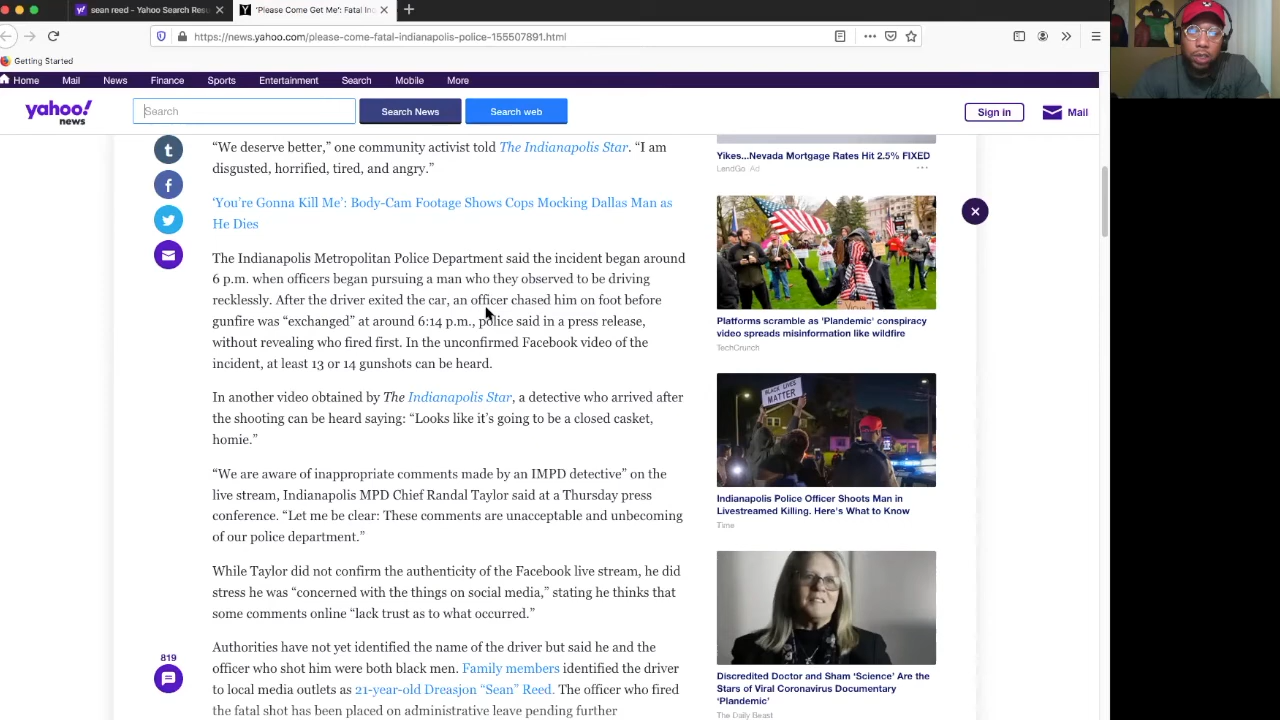 sean reed - Yahoo Search Resu
'Please Come Get Me': Fatal Ind
https://news.yahoo.com/please-come-fatal-indianapolis-police-155507891.html
Getting Started
Home Mail News Finance Sports Entertainment Search Mobile More
yahoo!
news
Search
Search News
Search web
Sign in
Mail
“We deserve better,” one community activist told The Indianapolis Star. “I am
disgusted, horrified, tired, and angry.”
‘You’re Gonna Kill Me’: Body-Cam Footage Shows Cops Mocking Dallas Man as
He Dies
The Indianapolis Metropolitan Police Department said the incident began around
6 p.m. when officers began pursuing a man who they observed to be driving
recklessly. After the driver exited the car, an officer chased him on foot before
gunfire was “exchanged” at around 6:14 p.m., police said in a press release,
without revealing who fired first. In the unconfirmed Facebook video of the
incident, at least 13 or 14 gunshots can be heard.
In another video obtained by The Indianapolis Star, a detective who arrived after
the shooting can be heard saying: “Looks like it’s going to be a closed casket,
homie.”
“We are aware of inappropriate comments made by an IMPD detective” on the
live stream, Indianapolis MPD Chief Randal Taylor said at a Thursday press
conference. “Let me be clear: These comments are unacceptable and unbecoming
of our police department.”
While Taylor did not confirm the authenticity of the Facebook live stream, he did
stress he was “concerned with the things on social media,” stating he thinks that
some comments online “lack trust as to what occurred.”
819
Authorities have not yet identified the name of the driver but said he and the
officer who shot him were both black men. Family members identified the driver
to local media outlets as 21-year-old Dreasjon “Sean” Reed. The officer who fired
the fatal shot has been placed on administrative leave pending further
Yikes...Nevada Mortgage Rates Hit 2.5% FIXED
LendGo Ad
Platforms scramble as 'Plandemic' conspiracy
video spreads misinformation like wildfire
TechCrunch
BLACK LIVES
MATTER
Indianapolis Police Officer Shoots Man in
Livestreamed Killing. Here's What to Know
Time
Discredited Doctor and Sham ‘Science’ Are the
Stars of Viral Coronavirus Documentary
‘Plandemic’
The Daily Beast